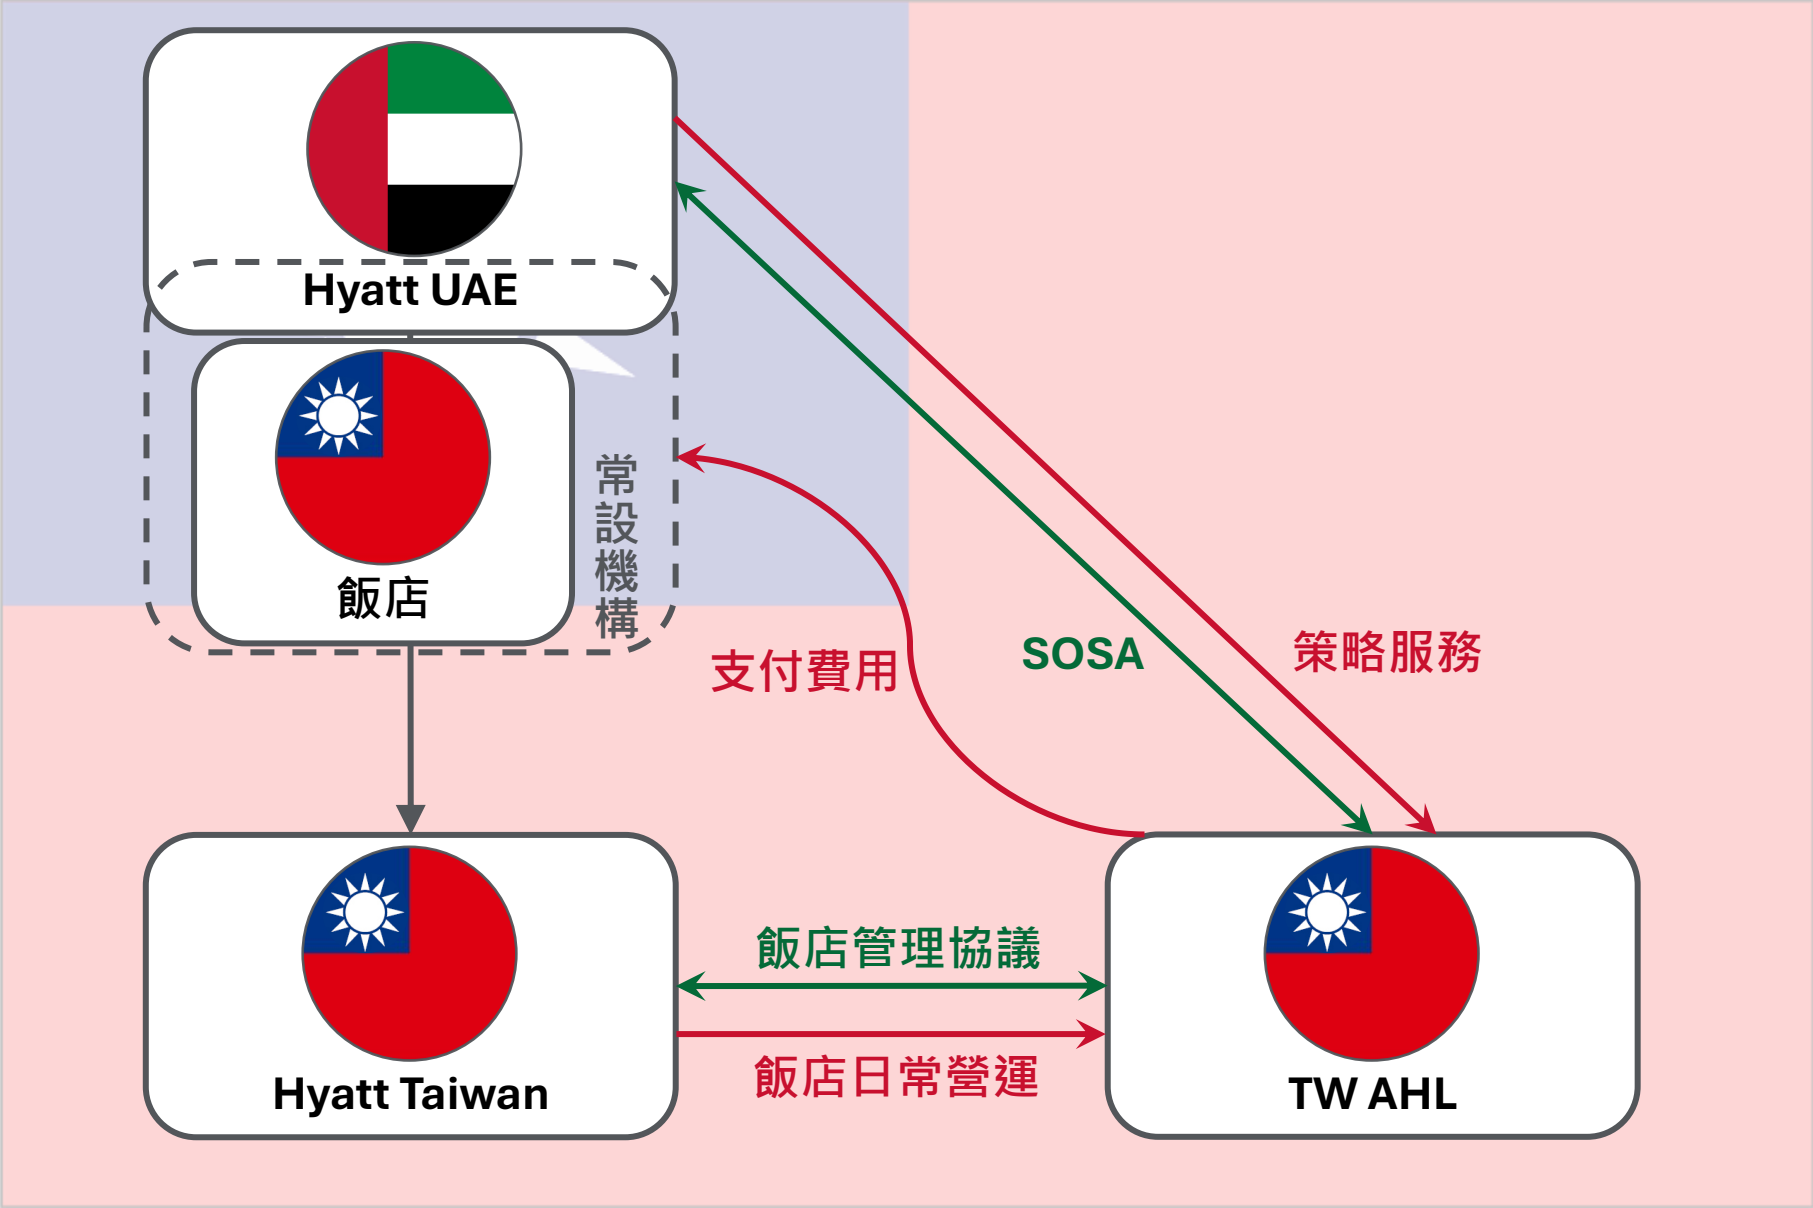 Hyatt UAE
飯店
常設機構
支付費用
SOSA
策略服務
飯店管理協議
飯店日常營運
Hyatt Taiwan
TW AHL